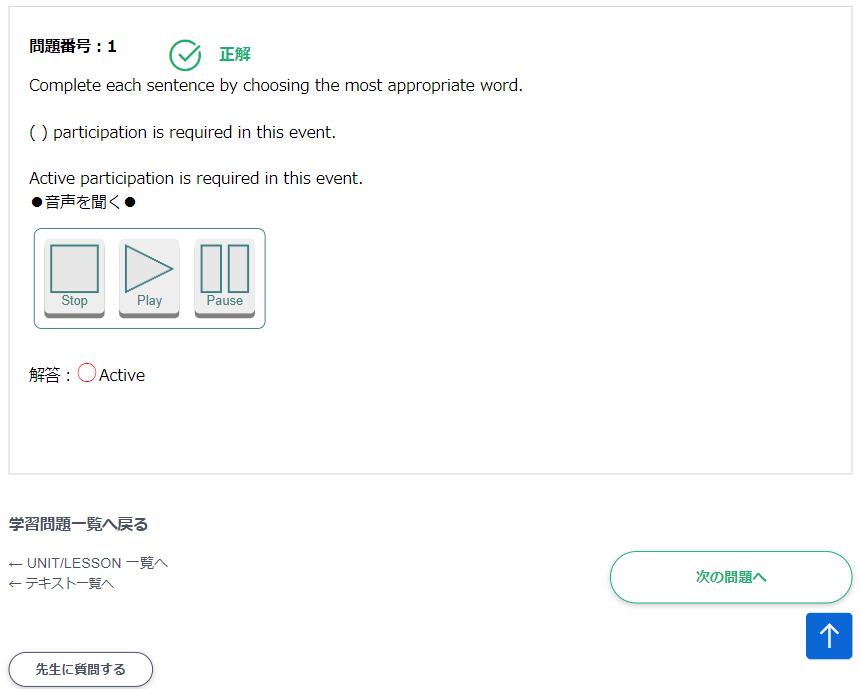 問題番号：1 正解
Complete each sentence by choosing the most appropriate word.
( ) participation is required in this event.
Active participation is required in this event.
●音声を聞く●
Stop Play Pause
解答：○Active
学習問題一覧へ戻る
← UNIT/LESSON 一覧へ
← テキスト一覧へ
次の問題へ
先生に質問する